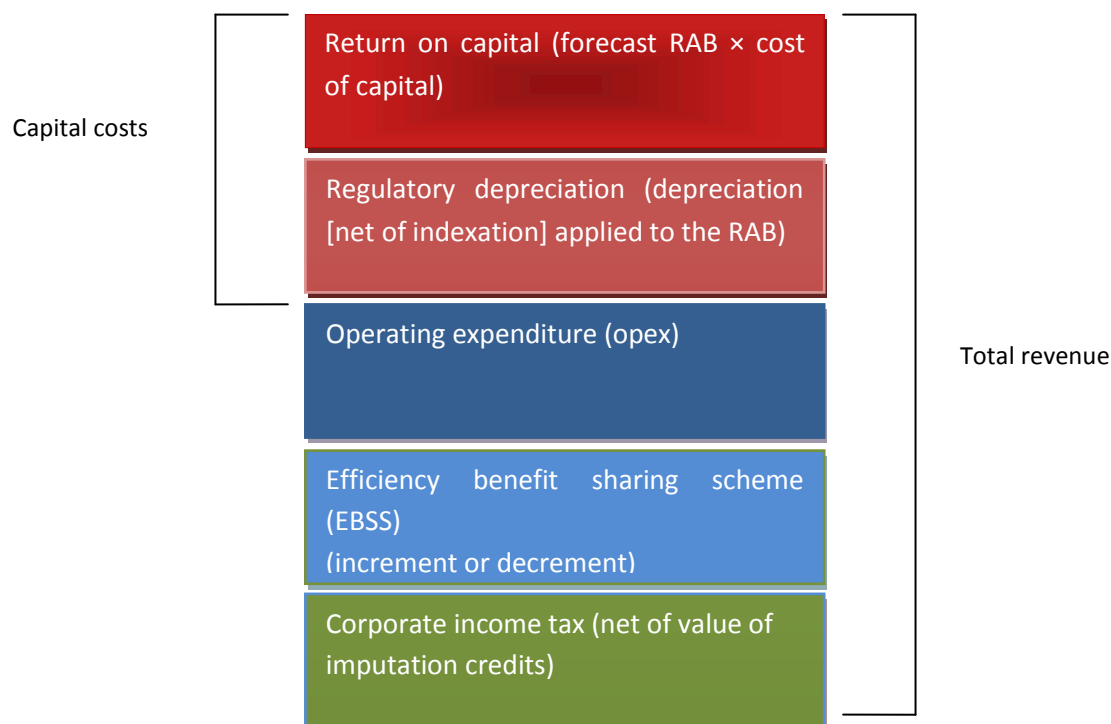 Capital costs
Return on capital (forecast RAB × cost
of capital)
Regulatory depreciation (depreciation
[net of indexation] applied to the RAB)
Operating expenditure (opex)
Efficiency benefit sharing scheme
(EBSS)
(increment or decrement)
Corporate income tax (net of value of
imputation credits)
Total revenue